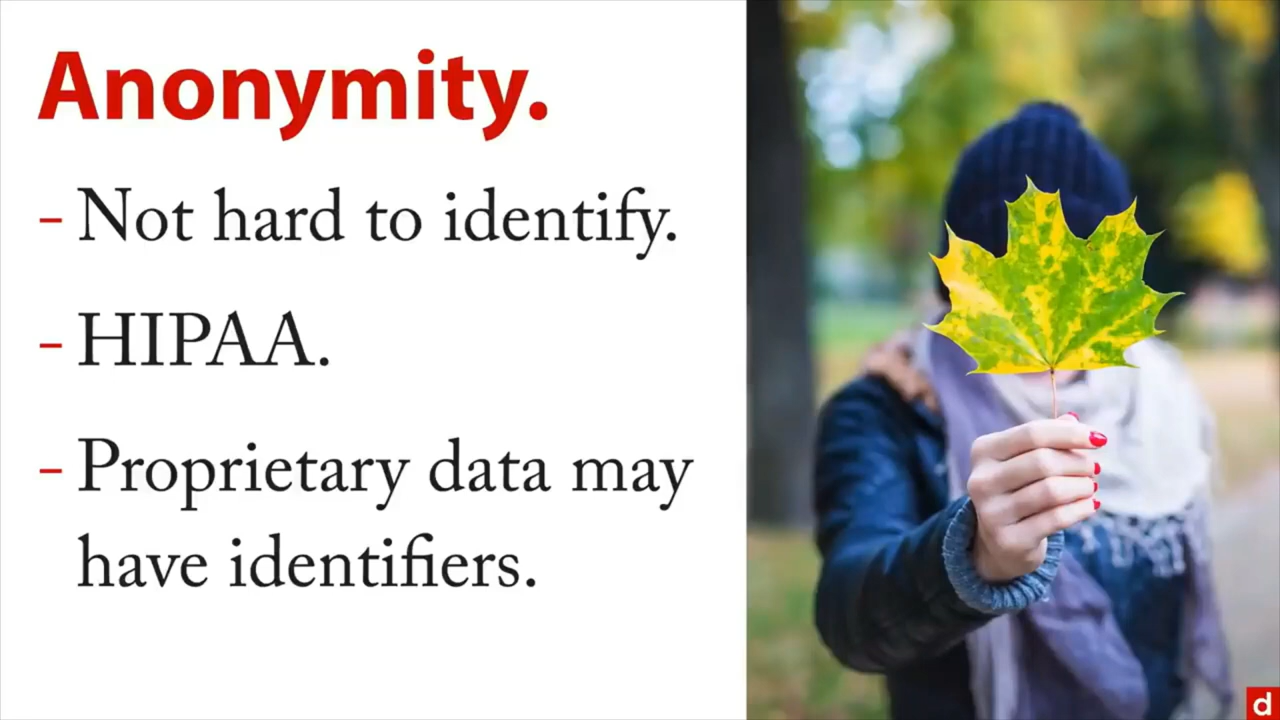 Anonymity.
- Not hard to identify.
- HIPAA.
- Proprietary data may
have identifiers.
d